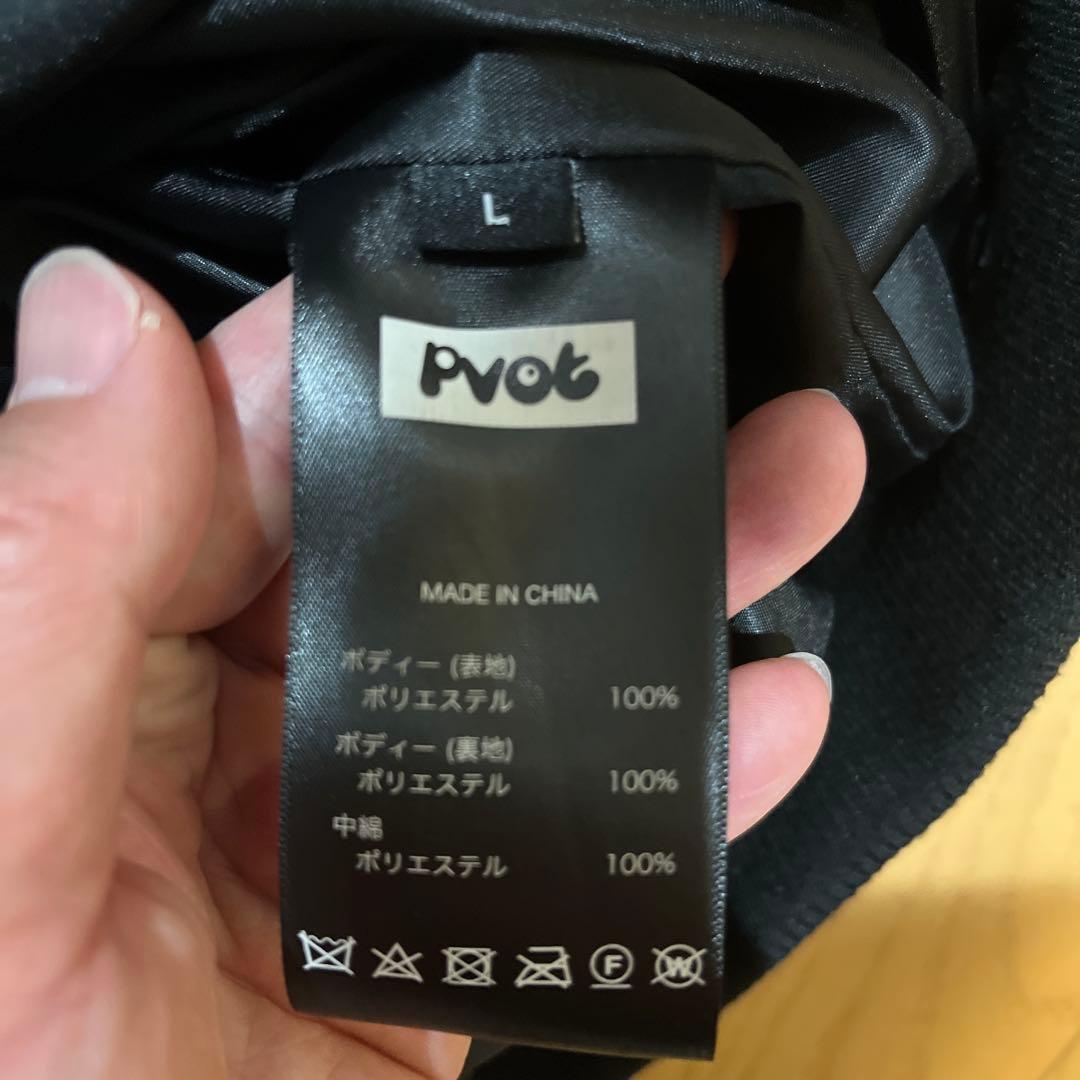 L
Pvot
MADE IN CHINA
ボディー (表地)
ポリエステル 100%
ボディー (裏地)
ポリエステル 100%
中綿
ポリエステル 100%
F W